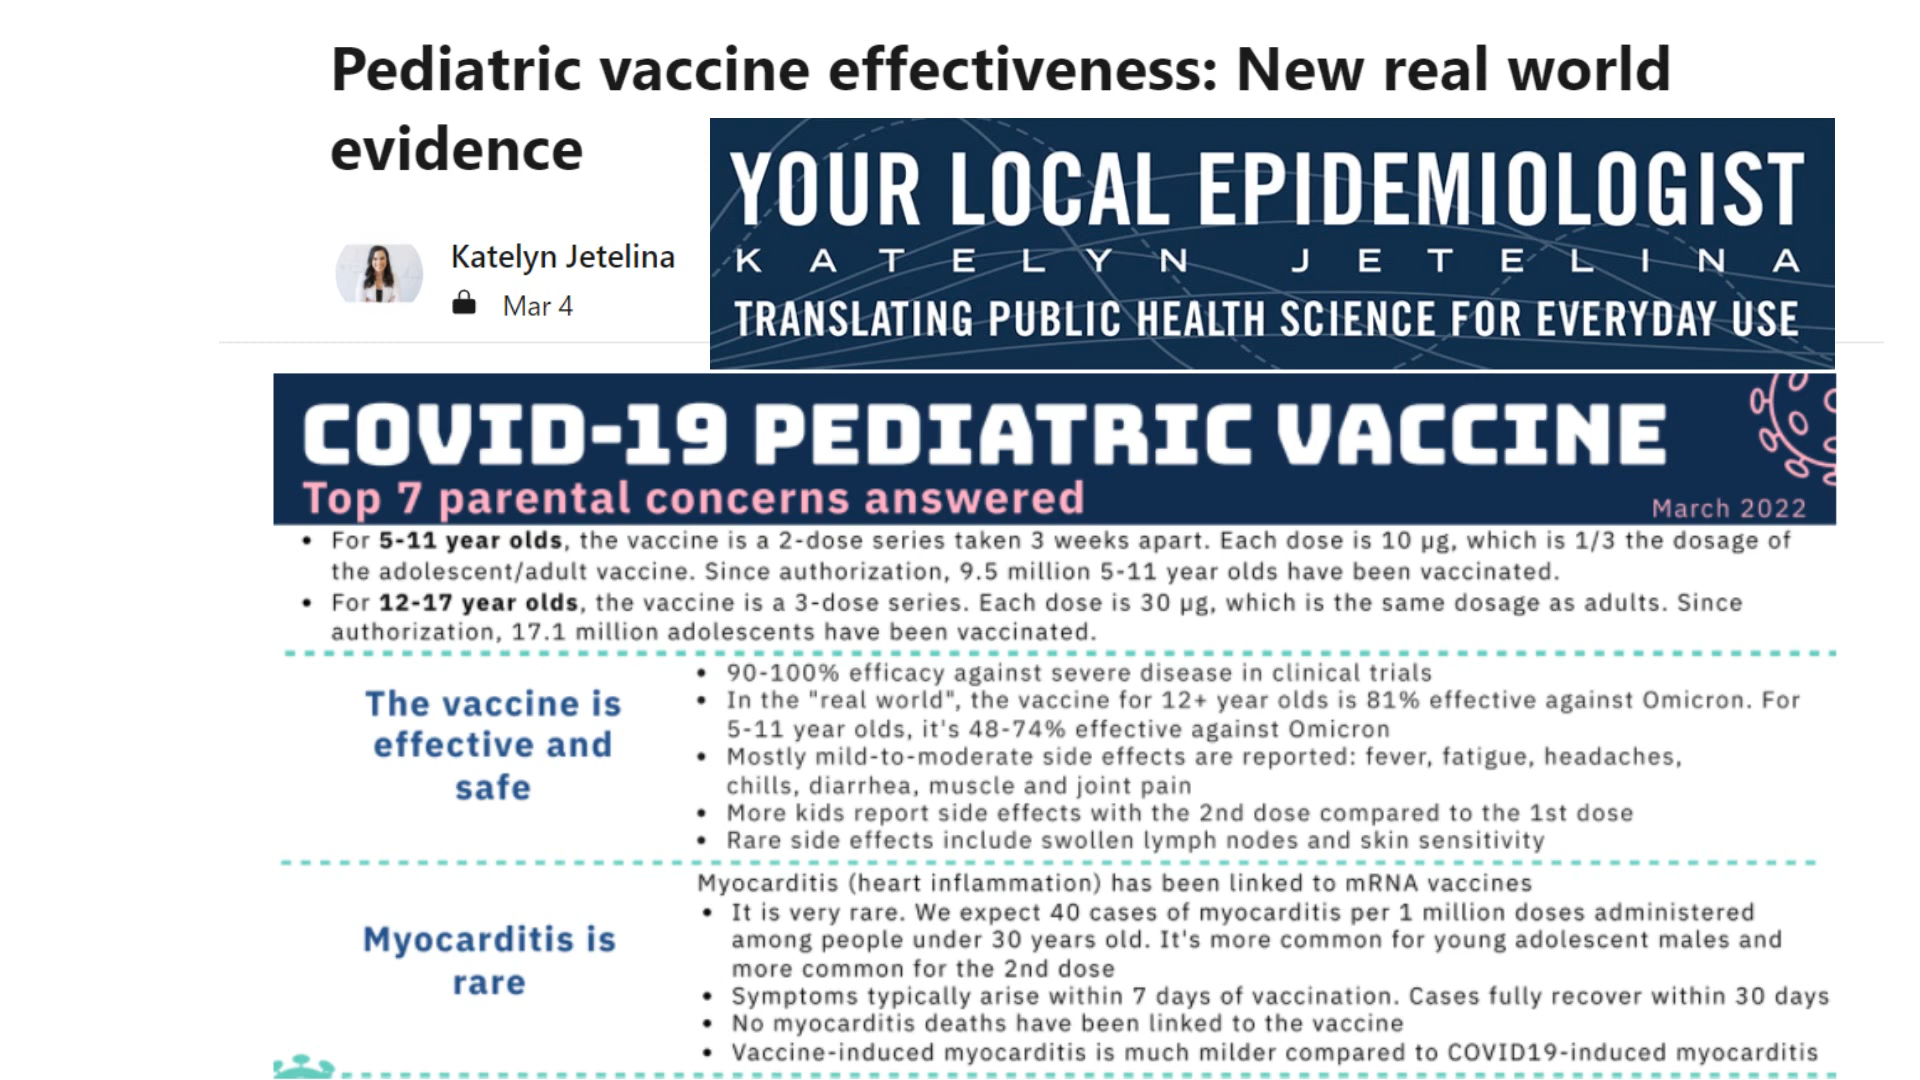 Pediatric vaccine effectiveness: New real world
evidence
YOUR LOCAL EPIDEMIOLOGIST
KATELYN JETELINA
TRANSLATING PUBLIC HEALTH SCIENCE FOR EVERYDAY USE
Katelyn Jetelina
Mar 4
COVID-19 PEDIATRIC VACCINE
Top 7 parental concerns answered
March 2022
• For 5-11 year olds, the vaccine is a 2-dose series taken 3 weeks apart. Each dose is 10 µg, which is 1/3 the dosage of
the adolescent/adult vaccine. Since authorization, 9.5 million 5-11 year olds have been vaccinated.
• For 12-17 year olds, the vaccine is a 3-dose series. Each dose is 30 µg, which is the same dosage as adults. Since
authorization, 17.1 million adolescents have been vaccinated.
The vaccine is
effective and
safe
• 90-100% efficacy against severe disease in clinical trials
• In the "real world", the vaccine for 12+ year olds is 81% effective against Omicron. For
5-11 year olds, it's 48-74% effective against Omicron
• Mostly mild-to-moderate side effects are reported: fever, fatigue, headaches,
chills, diarrhea, muscle and joint pain
• More kids report side effects with the 2nd dose compared to the 1st dose
• Rare side effects include swollen lymph nodes and skin sensitivity
Myocarditis is
rare
Myocarditis (heart inflammation) has been linked to mRNA vaccines
• It is very rare. We expect 40 cases of myocarditis per 1 million doses administered
among people under 30 years old. It's more common for young adolescent males and
more common for the 2nd dose
• Symptoms typically arise within 7 days of vaccination. Cases fully recover within 30 days
• No myocarditis deaths have been linked to the vaccine
• Vaccine-induced myocarditis is much milder compared to COVID19-induced myocarditis